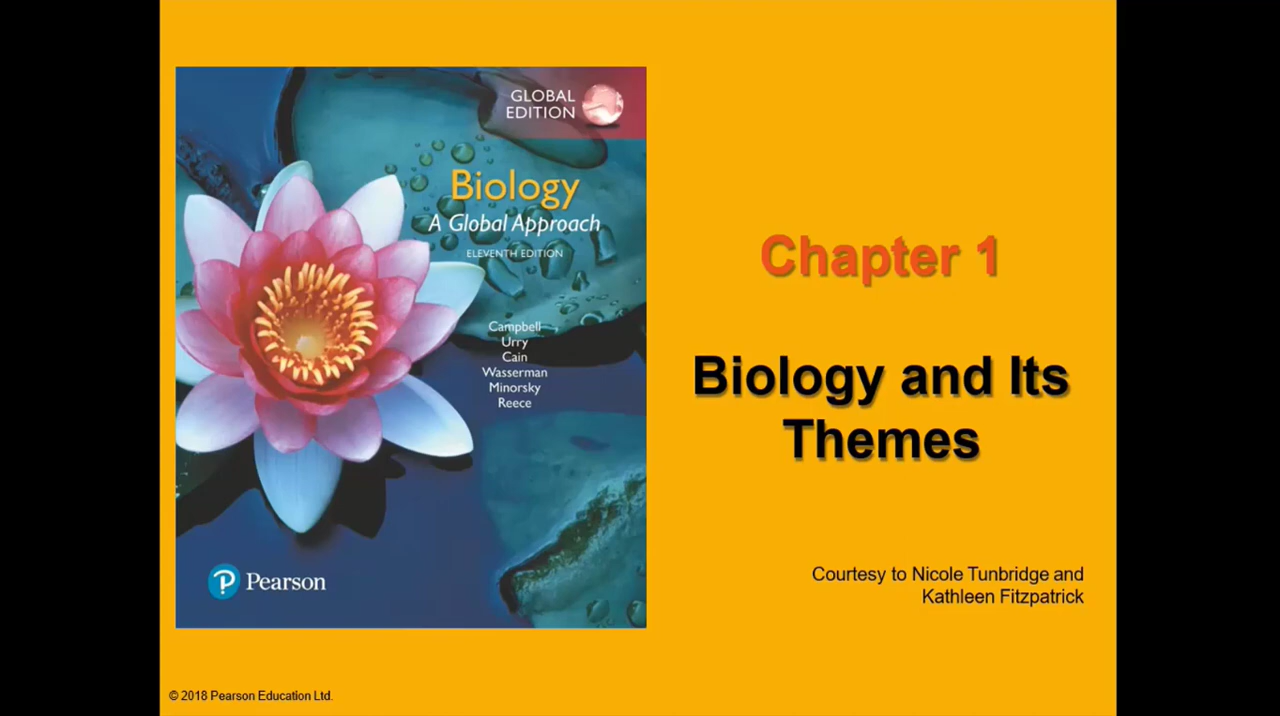 GLOBAL
EDITION
Biology
A Global Approach
ELEVENTH EDITION
Campbell
Urry
Cain
Wasserman
Minorsky
Reece
Pearson
Chapter 1
Biology and Its
Themes
Courtesy to Nicole Tunbridge and
Kathleen Fitzpatrick
© 2018 Pearson Education Ltd.